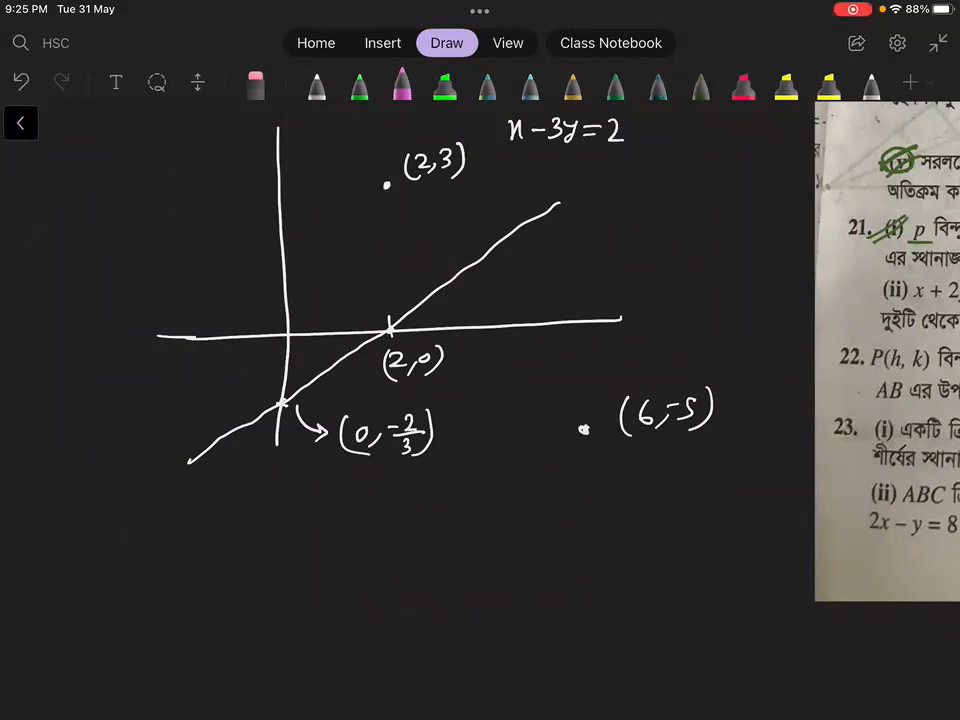 9:25 PM Tue 31 May
88%
HSC
Home Insert Draw View Class Notebook
T
x - 3y = 2
(2,3)
(2,0)
(0, -2/3)
(6, -5)
(v) সরলরে
অতিক্রম ক
21. (i) p বিন্দু
এর স্থানাঙ্ক
(ii) x + 2
দুইটি থেকে
22. P(h, k) বিন্
AB এর উপ
23. (i) একটি ত্রি
শীর্ষের স্থানা
(ii) ABC ত্রি
2x – y = 8